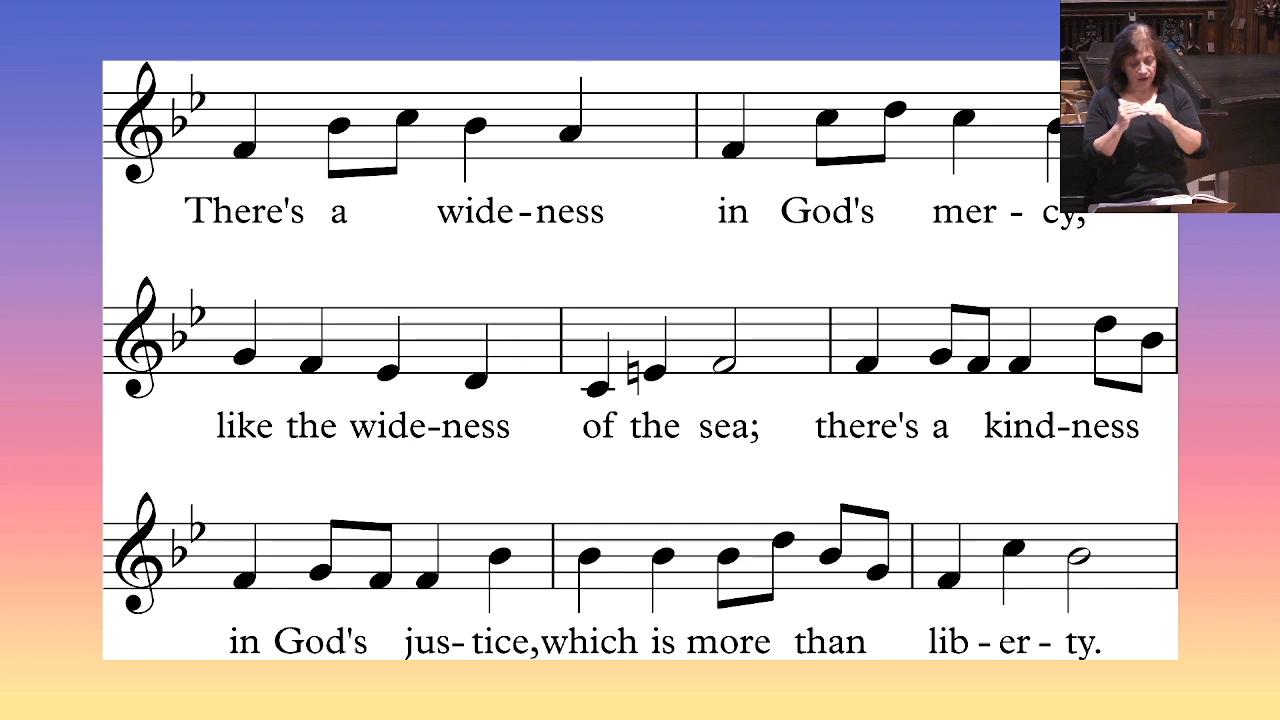 There's a wide-ness in God's mer - cy,
like the wide-ness of the sea; there's a kind-ness
in God's jus- tice,which is more than lib - er - ty.